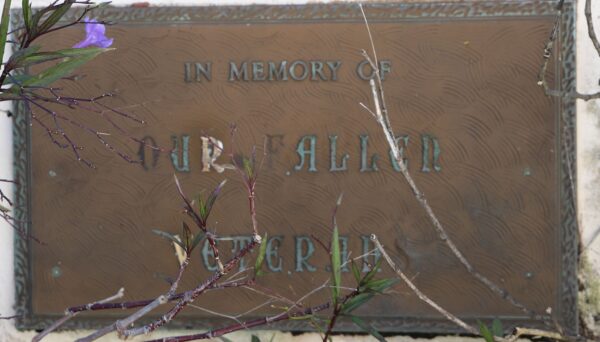 IN MEMORY OF
OUR FALLEN
VETERANS